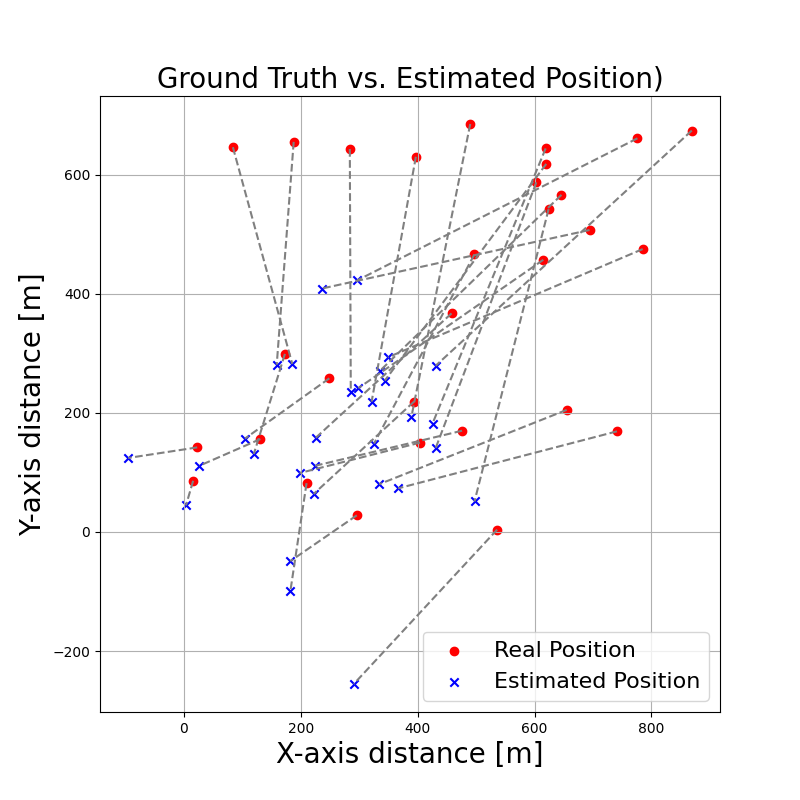 Ground Truth vs. Estimated Position)
Y-axis distance [m]
600
400
200
0
−200
0 200 400 600 800
X-axis distance [m]
Real Position
Estimated Position